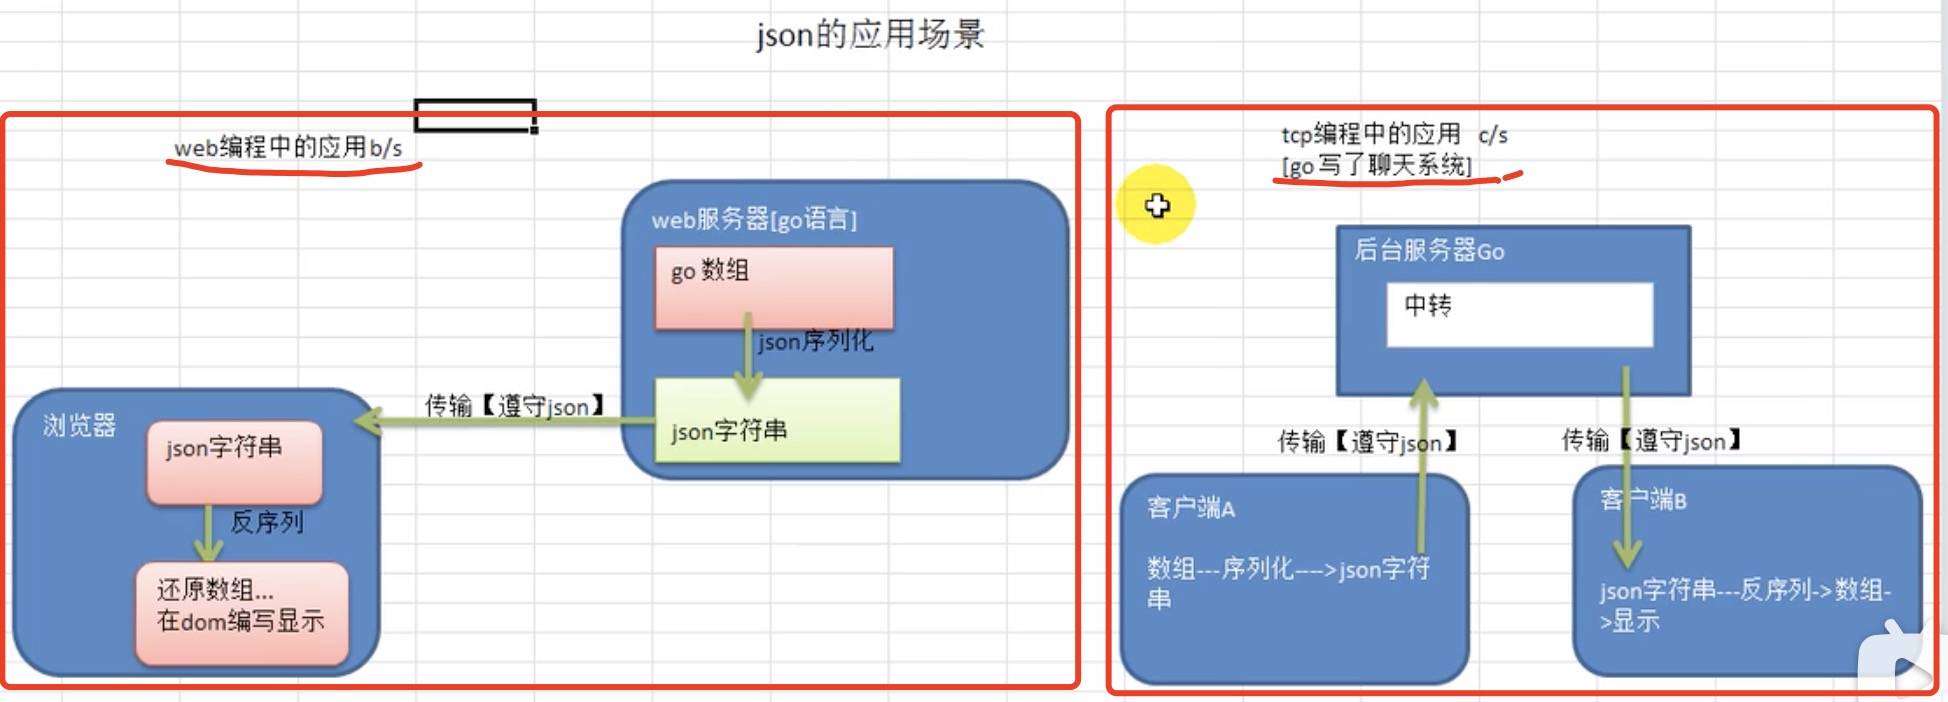 json的应用场景
web编程中的应用b/s
web服务器[go语言]
go 数组
json序列化
json字符串
传输【遵守json】
浏览器
json字符串
反序列
还原数组...
在dom编写显示
tcp编程中的应用 c/s
[go 写了聊天系统]
后台服务器Go
中转
传输【遵守json】
传输【遵守json】
客户端A
数组---序列化---->json字符
串
客户端B
json字符串---反序列->数组-
>显示